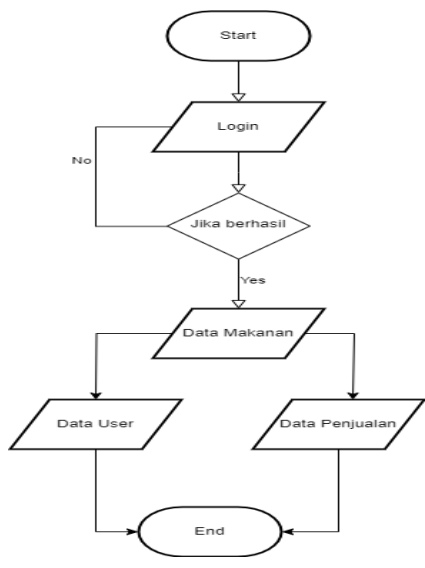 Start
Login
No
Jika berhasil
Yes
Data Makanan
Data User
Data Penjualan
End